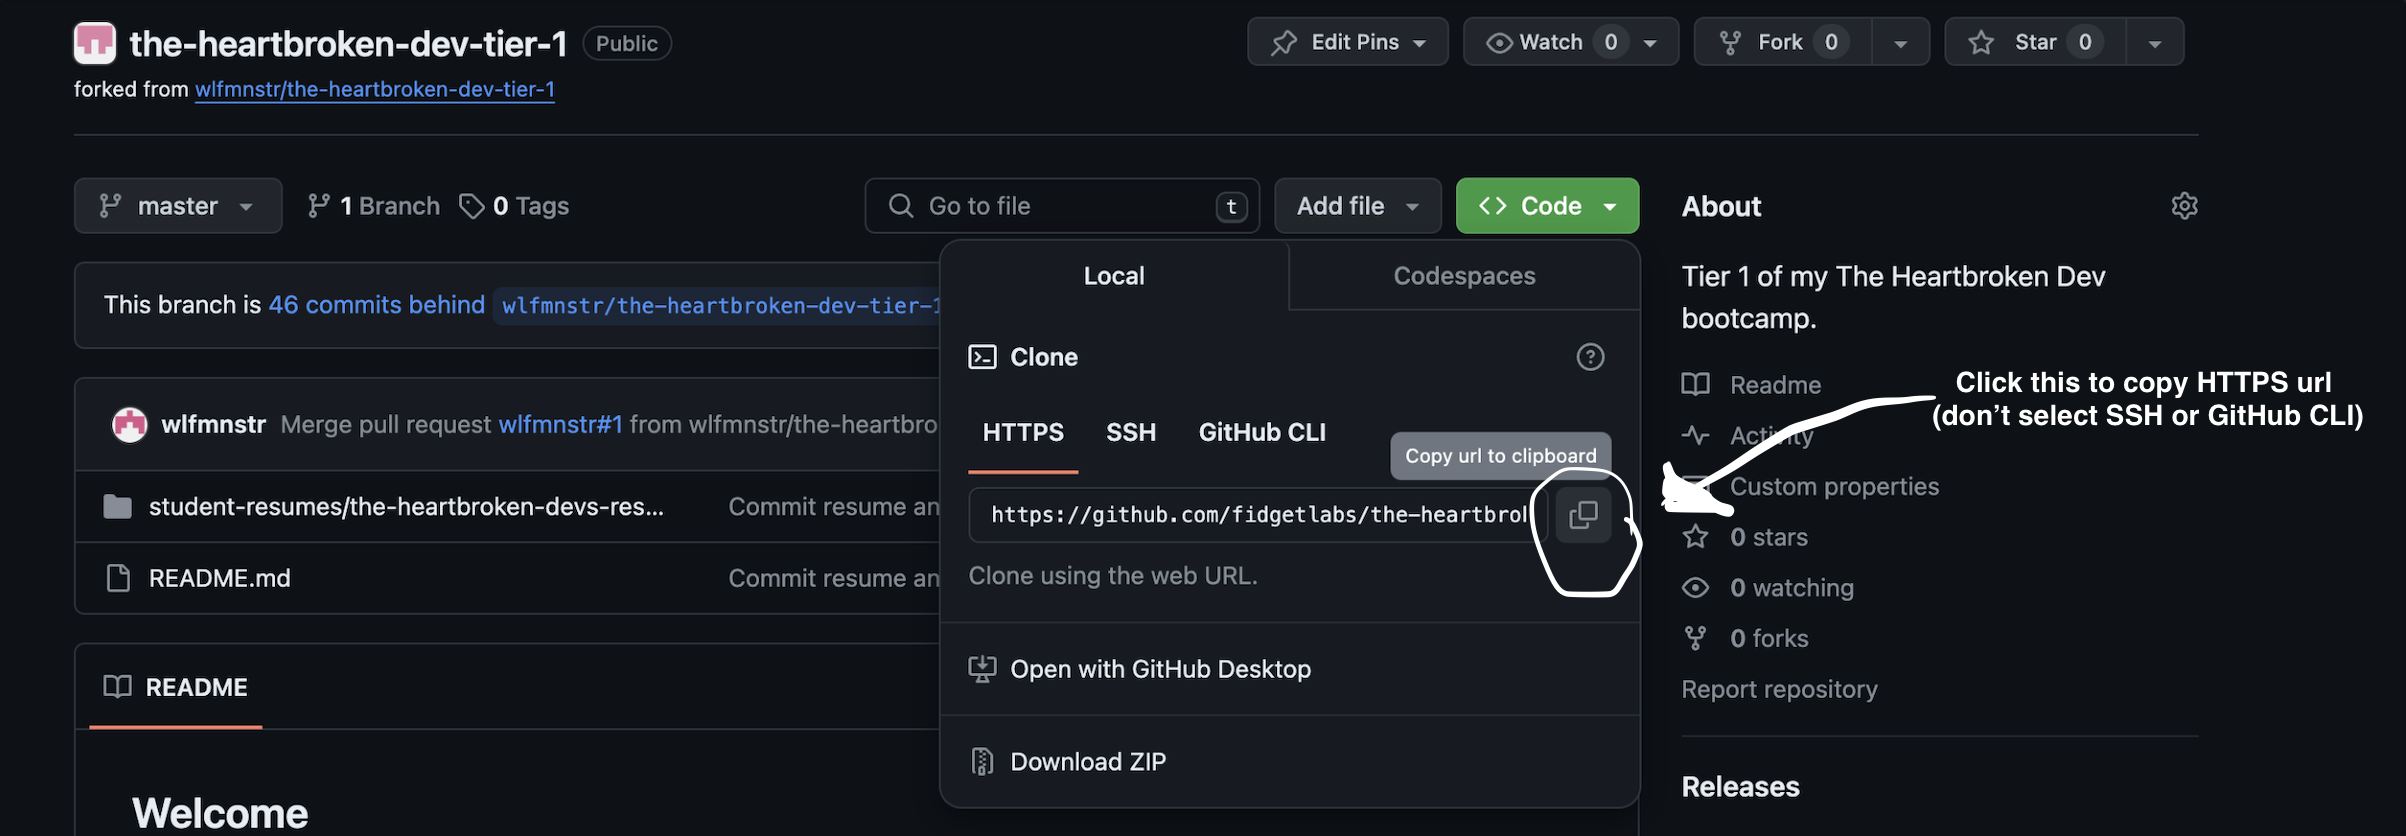 the-heartbroken-dev-tier-1 Public
Edit Pins Watch 0 Fork 0 Star 0
forked from wlfmnstr/the-heartbroken-dev-tier-1
master 1 Branch 0 Tags
Go to file t Add file Code
This branch is 46 commits behind wlfmnstr/the-heartbroken-dev-tier-1
wlfmnstr Merge pull request wlfmnstr#1 from wlfmnstr/the-heartbro
student-resumes/the-heartbroken-devs-res... Commit resume an
README.md Commit resume an
README
Welcome
Local Codespaces
Clone
HTTPS SSH GitHub CLI
Copy url to clipboard
https://github.com/fidgetlabs/the-heartbrol
Clone using the web URL.
Open with GitHub Desktop
Download ZIP
About
Tier 1 of my The Heartbroken Dev
bootcamp.
Readme
Activity
Custom properties
0 stars
0 watching
0 forks
Report repository
Releases
Click this to copy HTTPS url
(don't select SSH or GitHub CLI)